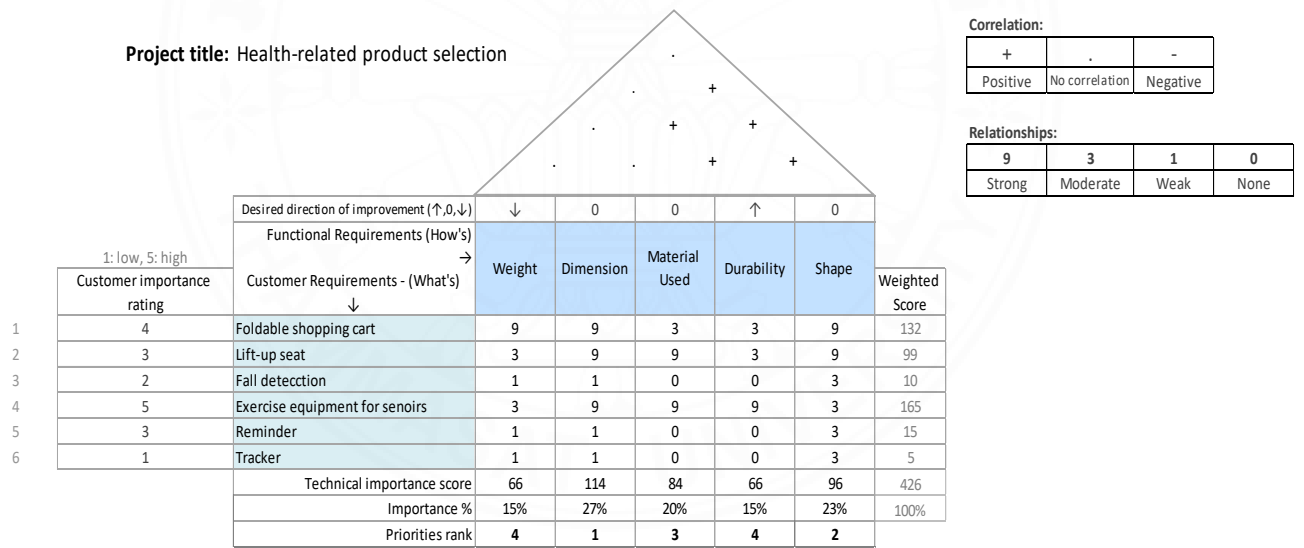 Project title: Health-related product selection
Correlation:
+ . -
Positive No correlation Negative
Relationships:
9 3 1 0
Strong Moderate Weak None
.
. +
. + +
. . + +
Desired direction of improvement (↑,0,↓) ↓ 0 0 ↑ 0
1: low, 5: high
Customer importance rating
Functional Requirements (How's)
→
Customer Requirements - (What's)
↓
Weight Dimension Material Used Durability Shape Weighted Score
1 4 Foldable shopping cart 9 9 3 3 9 132
2 3 Lift-up seat 3 9 9 3 9 99
3 2 Fall detecction 1 1 0 0 3 10
4 5 Exercise equipment for senoirs 3 9 9 9 3 165
5 3 Reminder 1 1 0 0 3 15
6 1 Tracker 1 1 0 0 3 5
Technical importance score 66 114 84 66 96 426
Importance % 15% 27% 20% 15% 23% 100%
Priorities rank 4 1 3 4 2